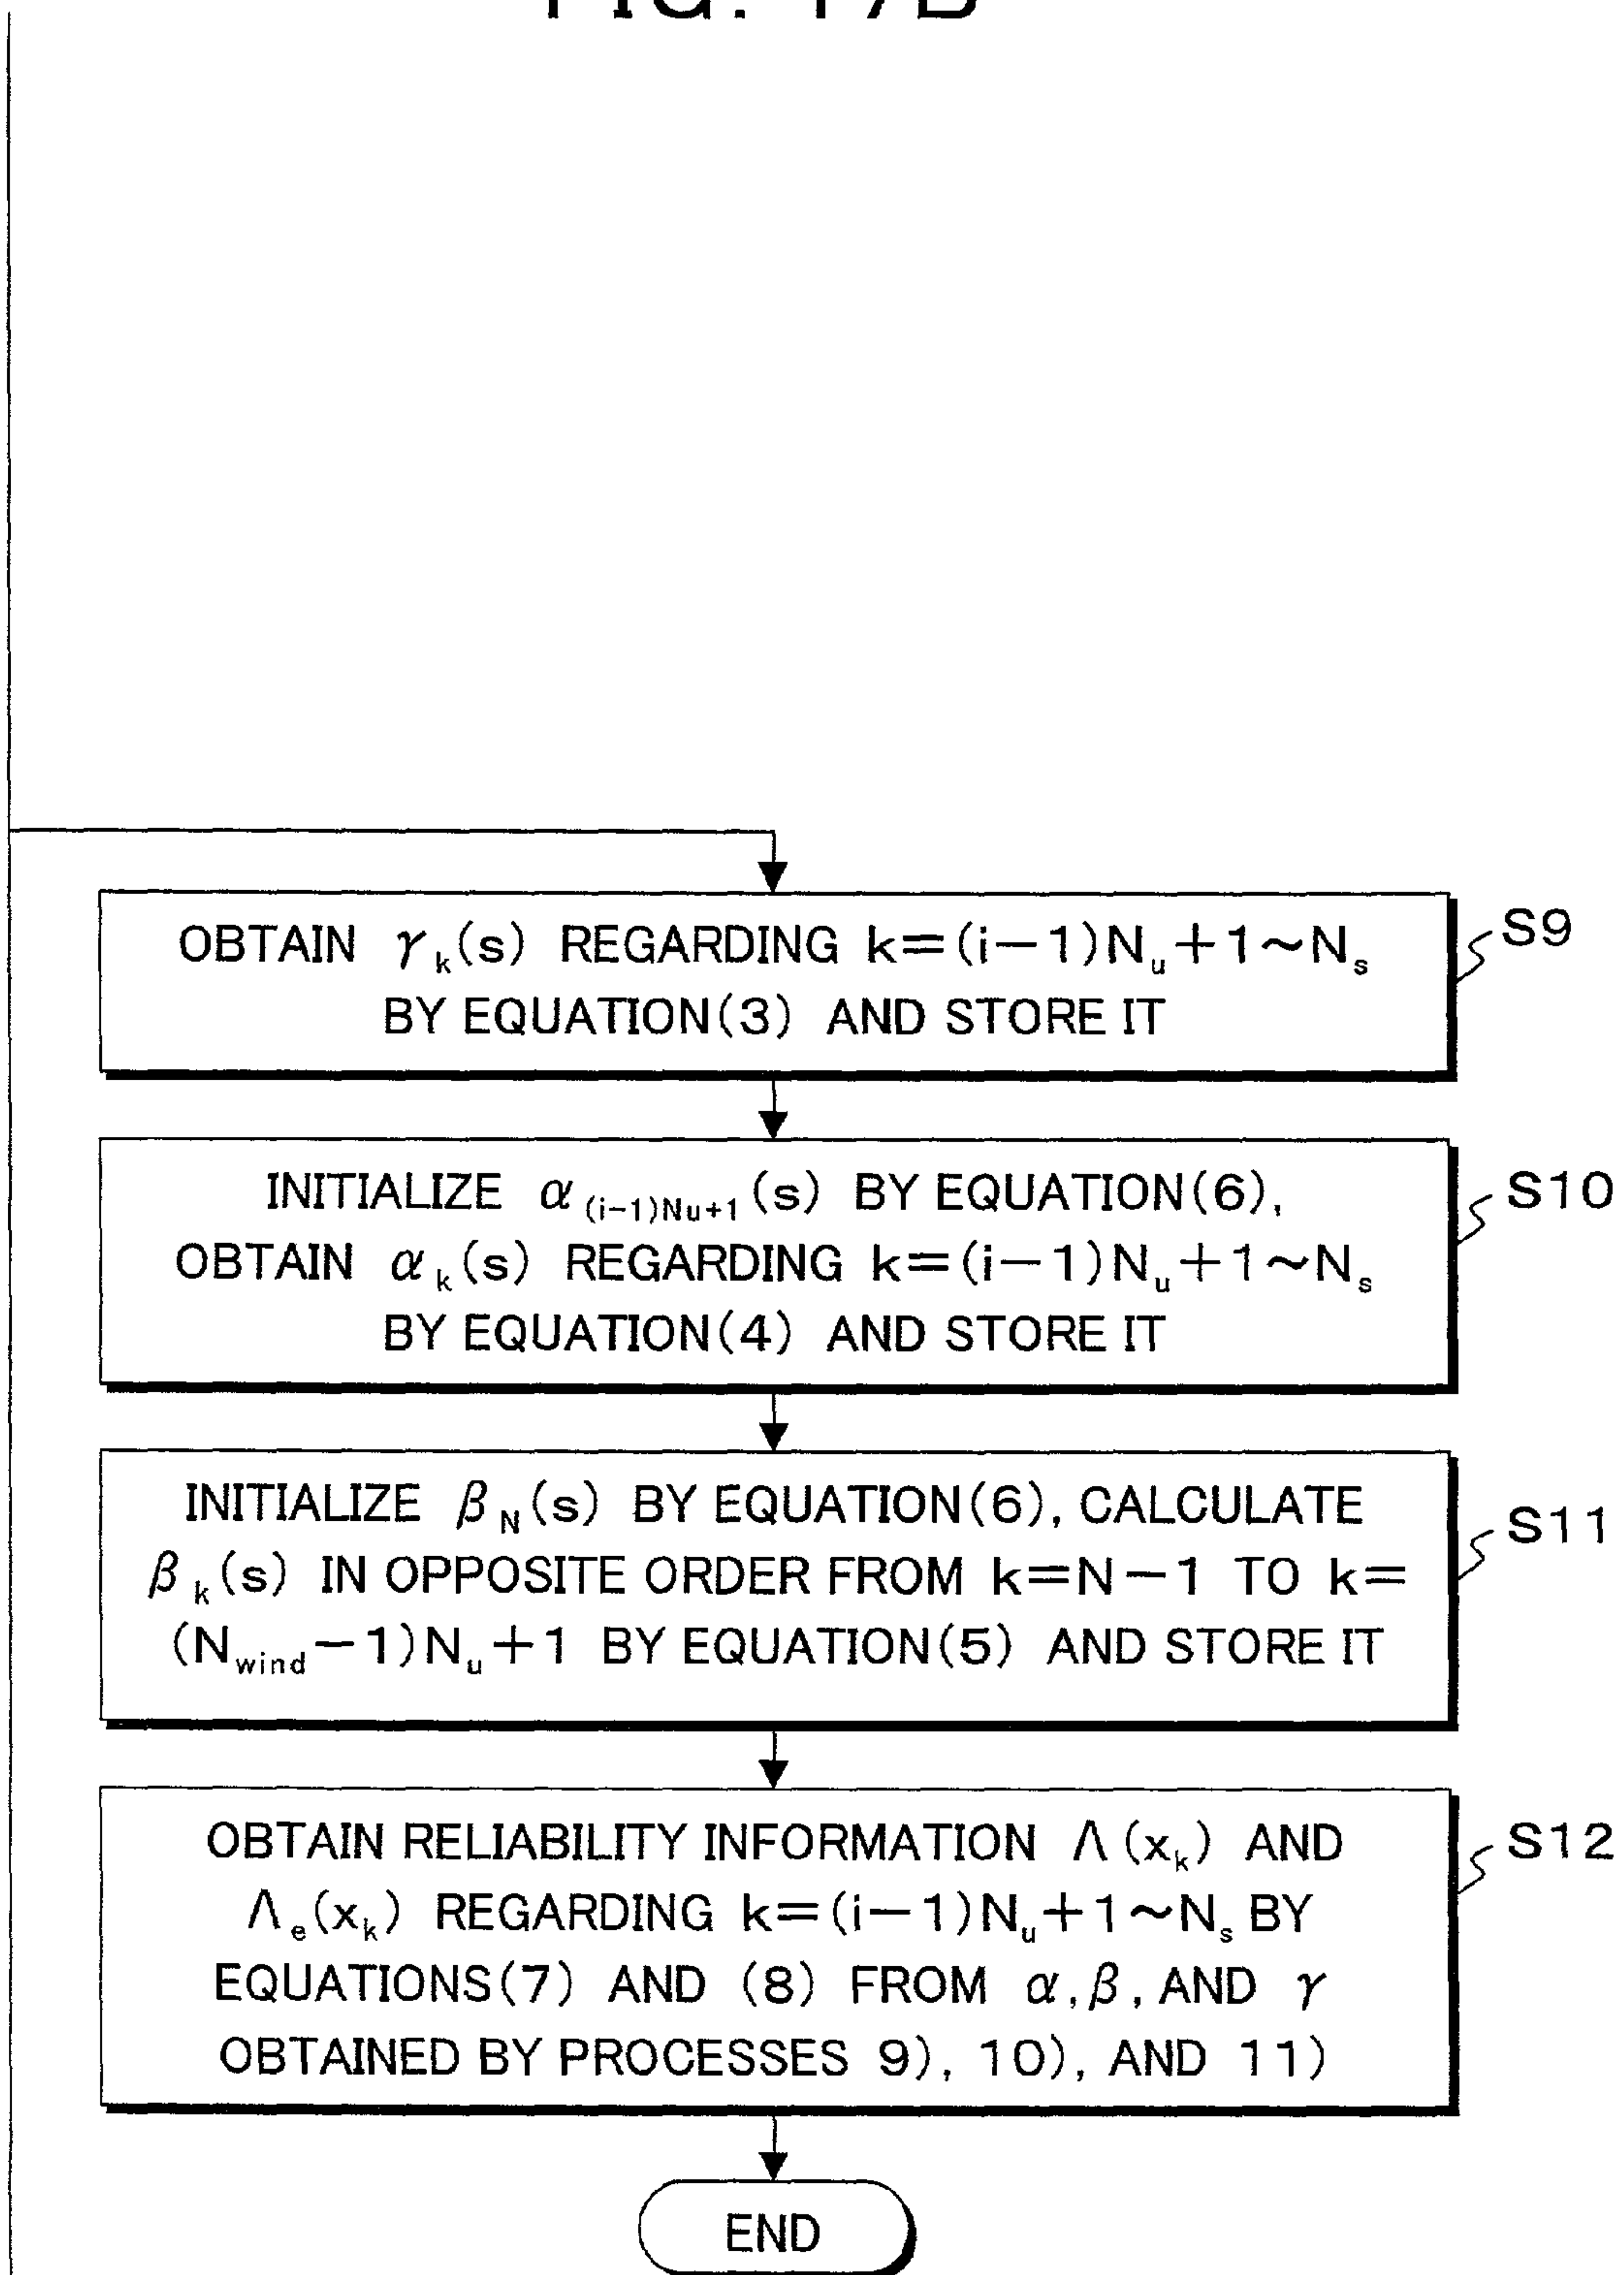 FIG. 17B
OBTAIN γk(s) REGARDING k=(i−1)Nu+1~Ns
BY EQUATION(3) AND STORE IT
S9
INITIALIZE α(i-1)Nu+1(s) BY EQUATION(6),
OBTAIN αk(s) REGARDING k=(i−1)Nu+1~Ns
BY EQUATION(4) AND STORE IT
S10
INITIALIZE βN(s) BY EQUATION(6), CALCULATE
βk(s) IN OPPOSITE ORDER FROM k=N−1 TO k=
(Nwind−1)Nu+1 BY EQUATION(5) AND STORE IT
S11
OBTAIN RELIABILITY INFORMATION Λ(xk) AND
Λe(xk) REGARDING k=(i−1)Nu+1~Ns BY
EQUATIONS(7) AND (8) FROM α,β, AND γ
OBTAINED BY PROCESSES 9), 10), AND 11)
S12
END